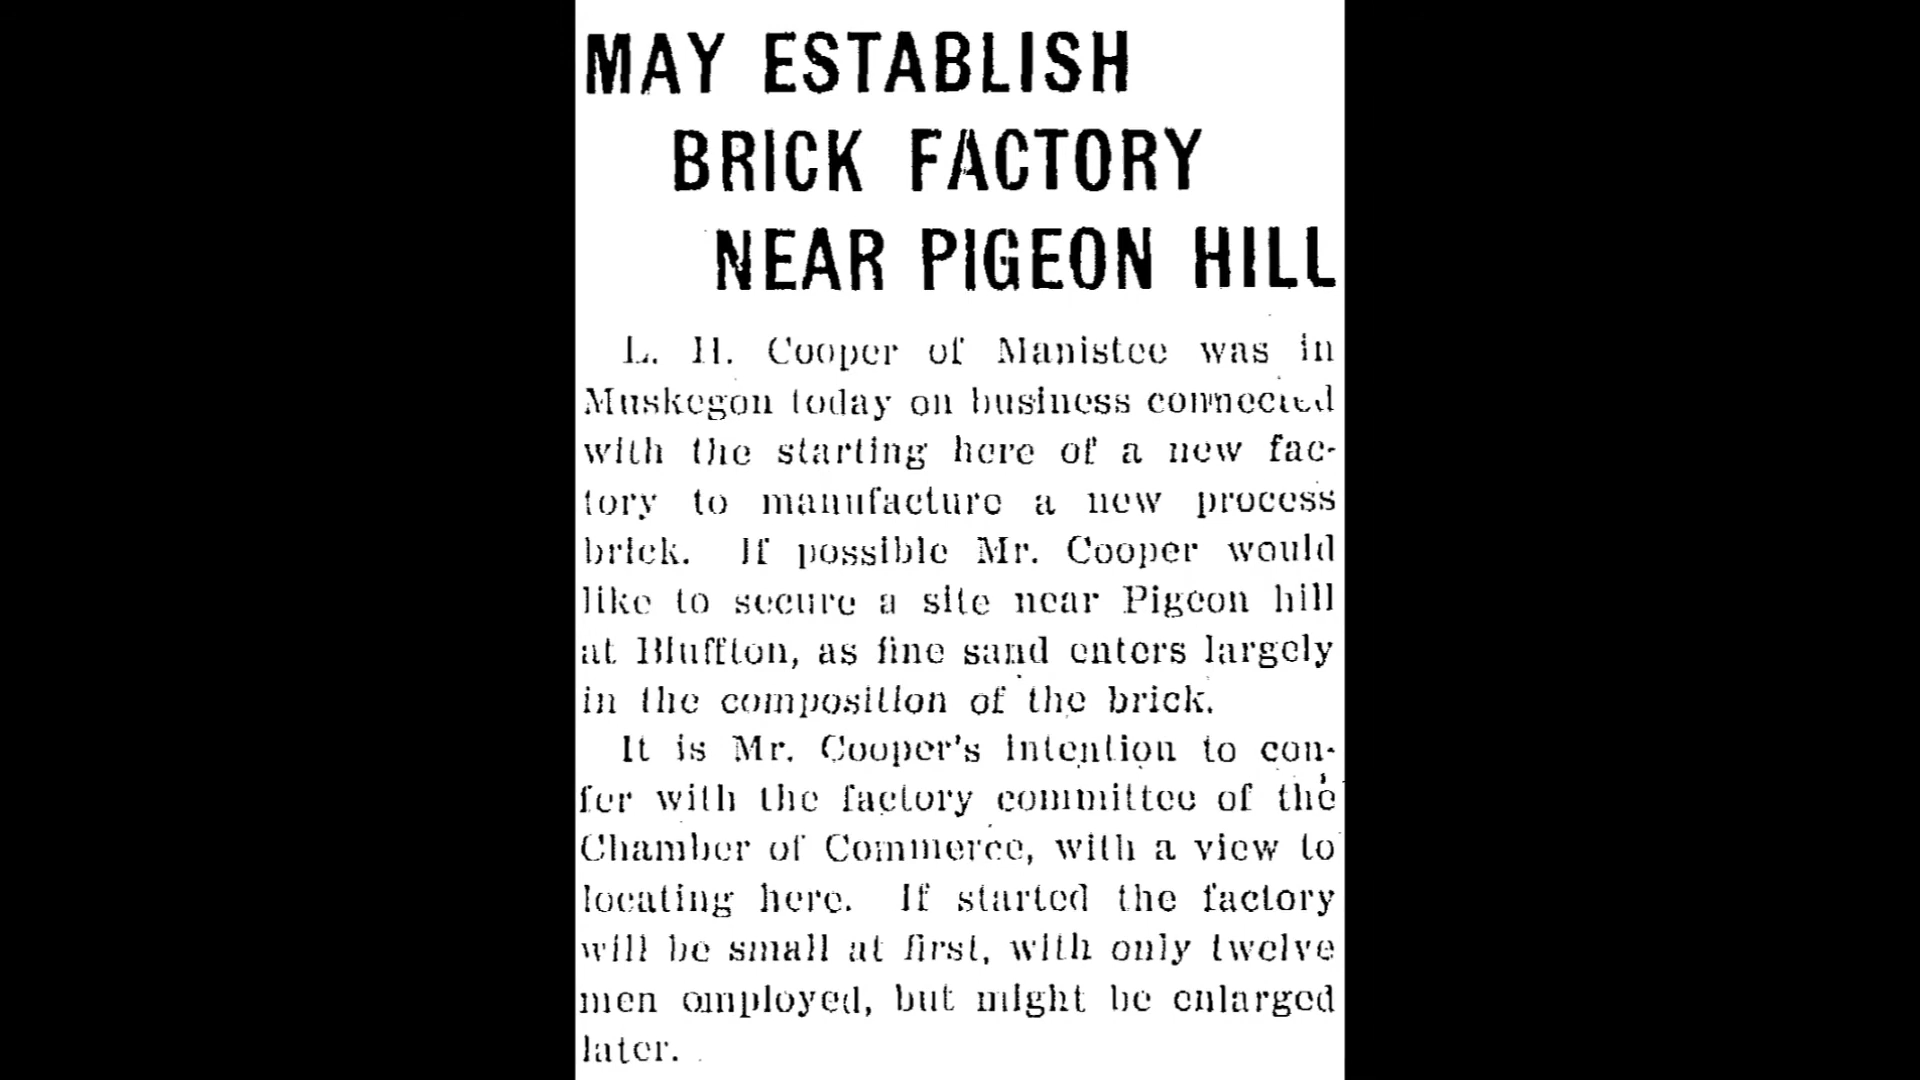 MAY ESTABLISH
BRICK FACTORY
NEAR PIGEON HILL
L. H. Cooper of Manistee was in
Muskegon today on business connected
with the starting here of a new fac-
tory to manufacture a new process
brick. If possible Mr. Cooper would
like to secure a site near Pigeon hill
at Bluffton, as fine sand enters largely
in the composition of the brick.
It is Mr. Cooper's intention to con-
fer with the factory committee of the
Chamber of Commerce, with a view to
locating here. If started the factory
will be small at first, with only twelve
men employed, but might be enlarged
later.